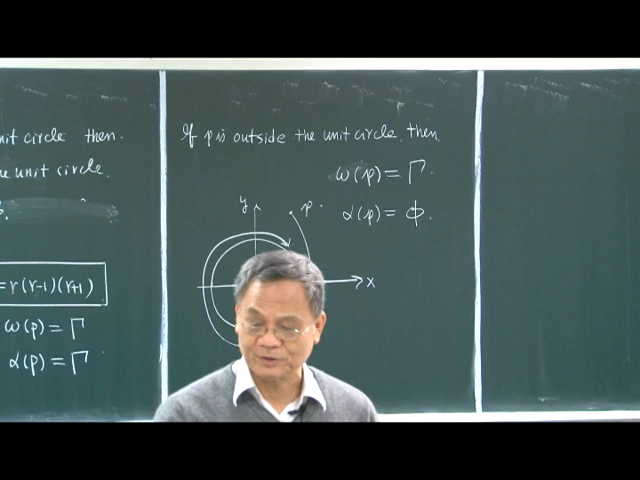 nit circle then.
e unit circle.
= r(r-1)(r+1)
ω(p) = Γ
α(p) = Γ
If p is outside the unit circle, then
ω(p) = Γ.
α(p) = ϕ.
y
p.
x